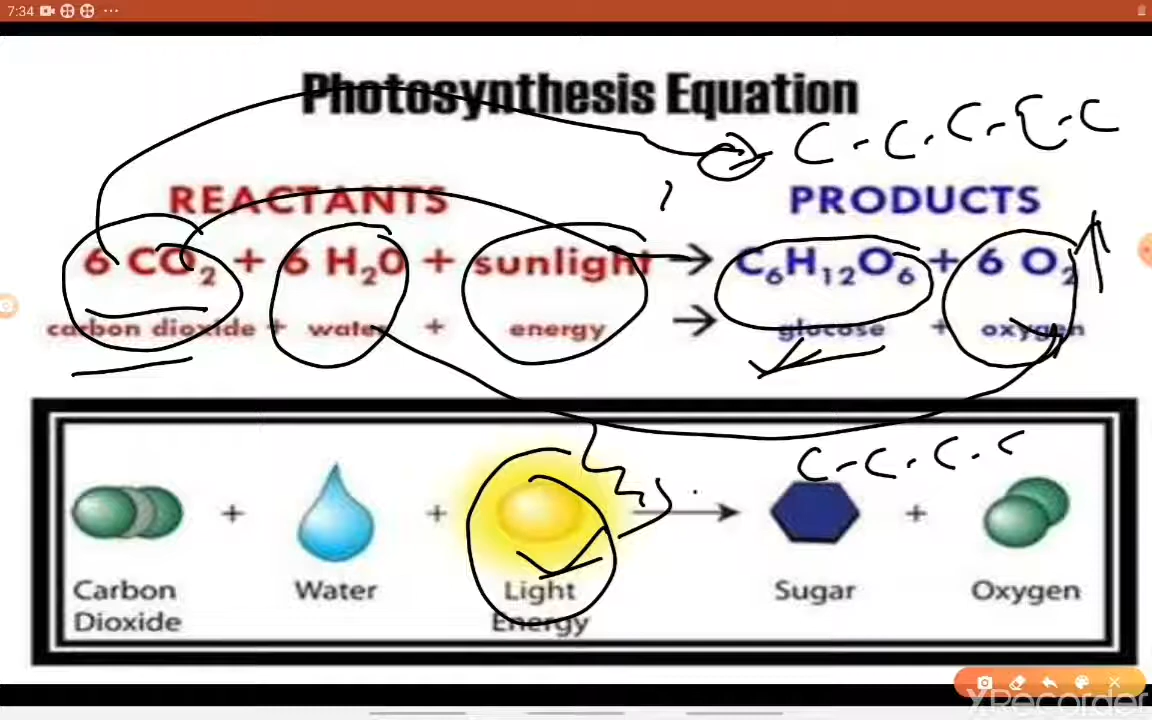 7:34
Photosynthesis Equation
C - C - C - C - C
REACTANTS PRODUCTS
6 CO₂ + 6 H₂O + sunlight → C₆H₁₂O₆ + 6 O₂
carbon dioxide + water + energy → glucose + oxygen
C - C - C - C
+ + → +
Carbon Dioxide
Water
Light Energy
Sugar
Oxygen
XRecorder